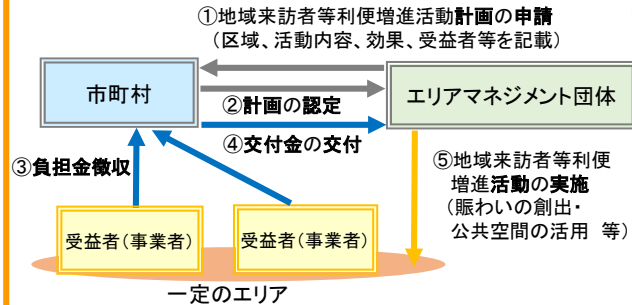 ①地域来訪者等利便増進活動計画の申請
（区域、活動内容、効果、受益者等を記載）
市町村
エリアマネジメント団体
②計画の認定
④交付金の交付
③負担金徴収
⑤地域来訪者等利便
増進活動の実施
（賑わいの創出・
公共空間の活用 等）
受益者（事業者）
受益者（事業者）
一定のエリア